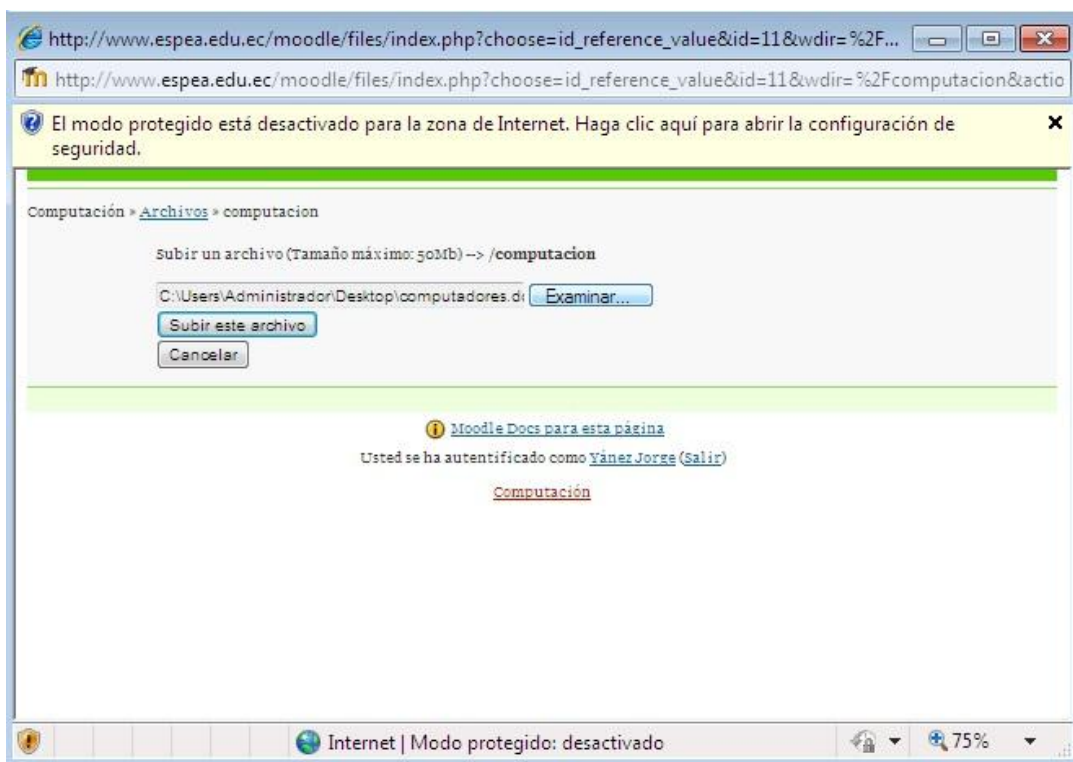 http://www.espea.edu.ec/moodle/files/index.php?choose=id_reference_value&id=11&wdir=%2F...
http://www.espea.edu.ec/moodle/files/index.php?choose=id_reference_value&id=11&wdir=%2Fcomputacion&actio
El modo protegido está desactivado para la zona de Internet. Haga clic aquí para abrir la configuración de
seguridad.
Computación » Archivos » computacion
Subir un archivo (Tamaño máximo: 50Mb) --> /computacion
C:\Users\Administrador\Desktop\computadores.do Examinar...
Subir este archivo
Cancelar
Moodle Docs para esta página
Usted se ha autentificado como Yánez Jorge (Salir)
Computación
Internet | Modo protegido: desactivado 75%